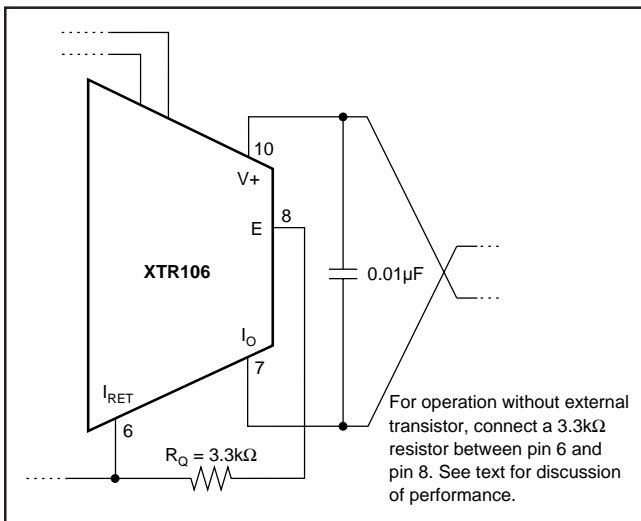 10
V+
8
E
XTR106
0.01µF
I_O
7
I_RET
6
R_Q = 3.3kΩ
For operation without external
transistor, connect a 3.3kΩ
resistor between pin 6 and
pin 8. See text for discussion
of performance.